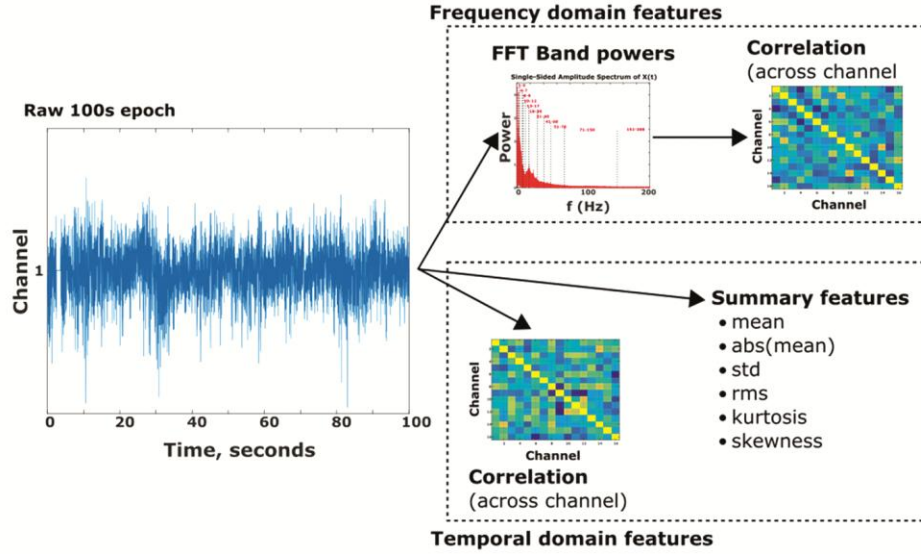 Frequency domain features
FFT Band powers
Correlation
(across channel
Single-Sided Amplitude Spectrum of X(t)
Power
0
100
200
f (Hz)
Channel
Channel
Raw 100s epoch
Channel
1
0 20 40 60 80 100
Time, seconds
Summary features
• mean
• abs(mean)
• std
• rms
• kurtosis
• skewness
Channel
Channel
Correlation
(across channel)
Temporal domain features